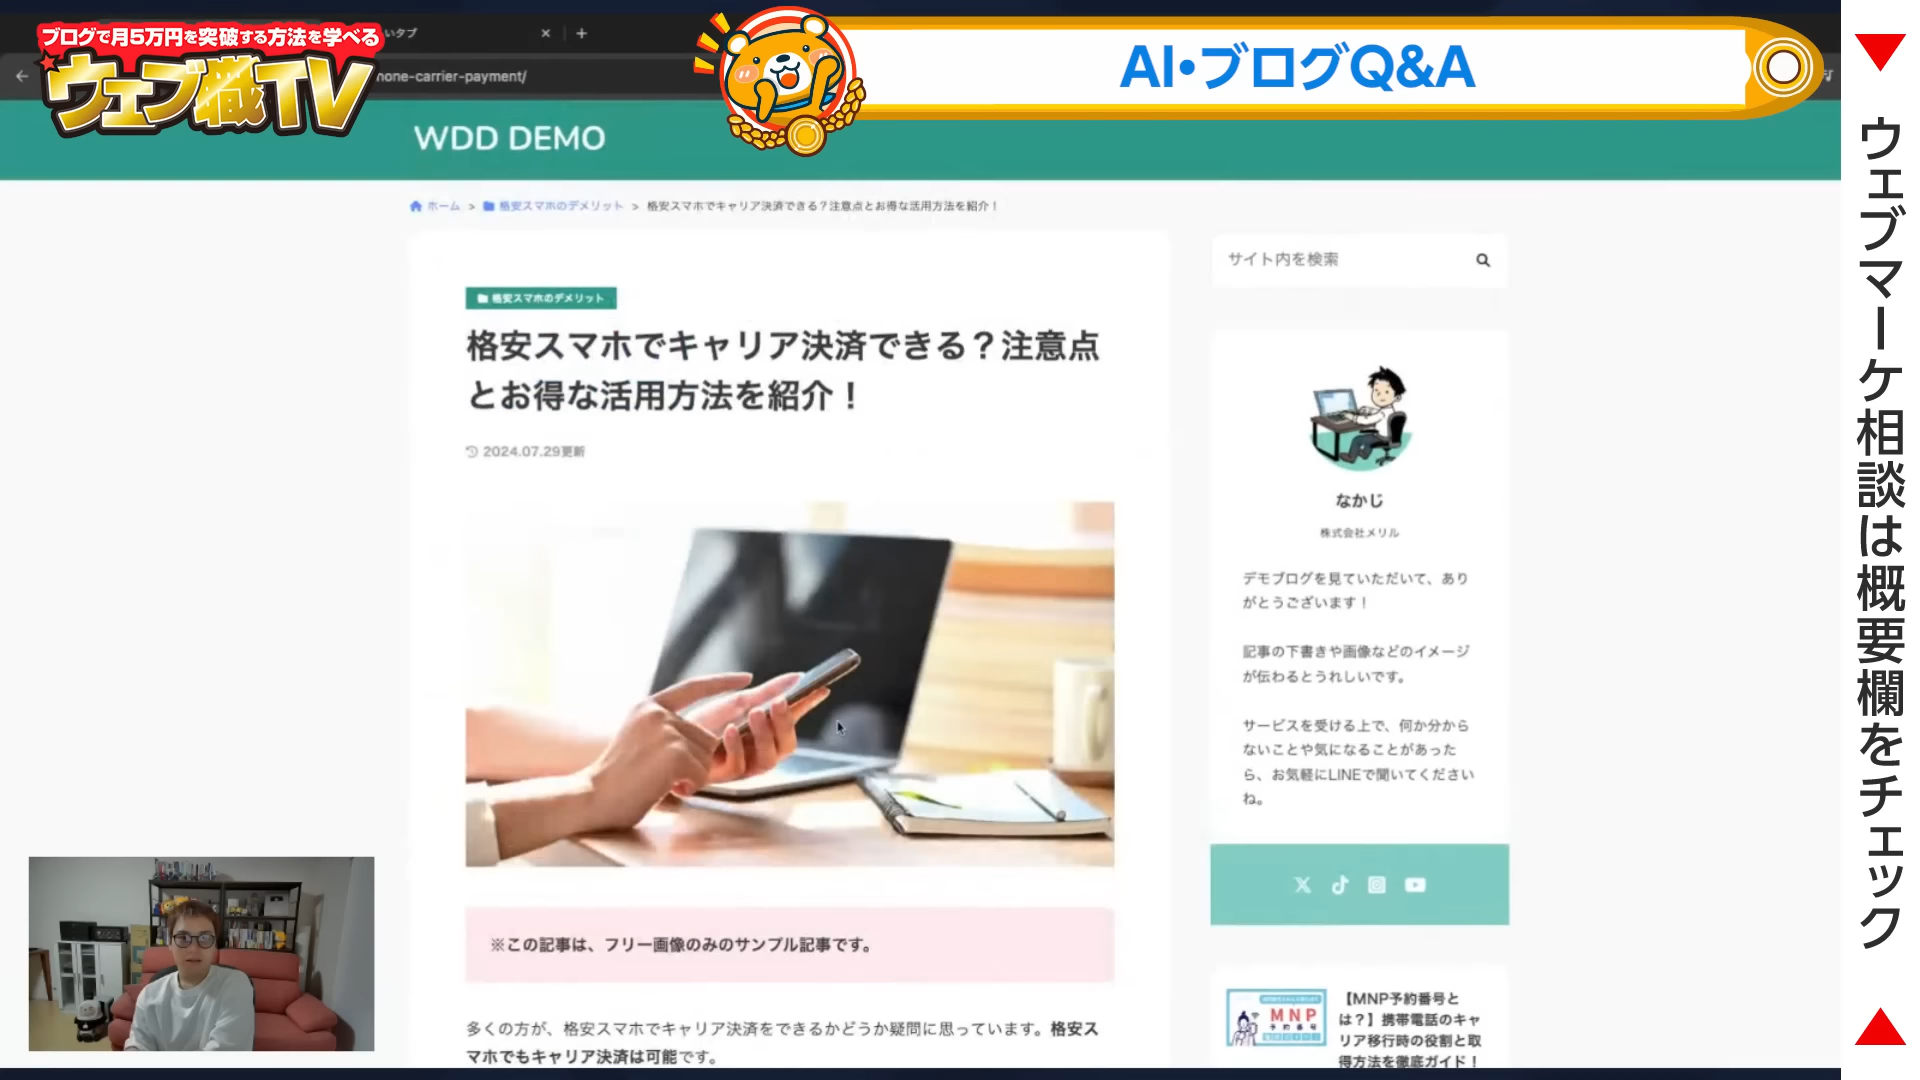 ブログで月5万円を突破する方法を学べる
ウェブ職TV
いタブ
none-carrier-payment/
AI•ブログQ&A
WDD DEMO
ホーム > 格安スマホのデメリット > 格安スマホでキャリア決済できる?注意点とお得な活用方法を紹介!
格安スマホのデメリット
格安スマホでキャリア決済できる?注意点
とお得な活用方法を紹介!
2024.07.29更新
※この記事は、フリー画像のみのサンプル記事です。
多くの方が、格安スマホでキャリア決済をできるかどうか疑問に思っています。格安ス
マホでもキャリア決済は可能です。
サイト内を検索
なかじ
株式会社メリル
デモブログを見ていただいて、あり
がとうございます!
記事の下書きや画像などのイメージ
が伝わるとうれしいです。
サービスを受ける上で、何か分から
ないことや気になることがあった
ら、お気軽にLINEで聞いてください
ね。
MNP
予約番号
【MNP予約番号と
は?】携帯電話のキャ
リア移行時の役割と取
得方法を徹底ガイド!
ウェブマーケ相談は概要欄をチェック